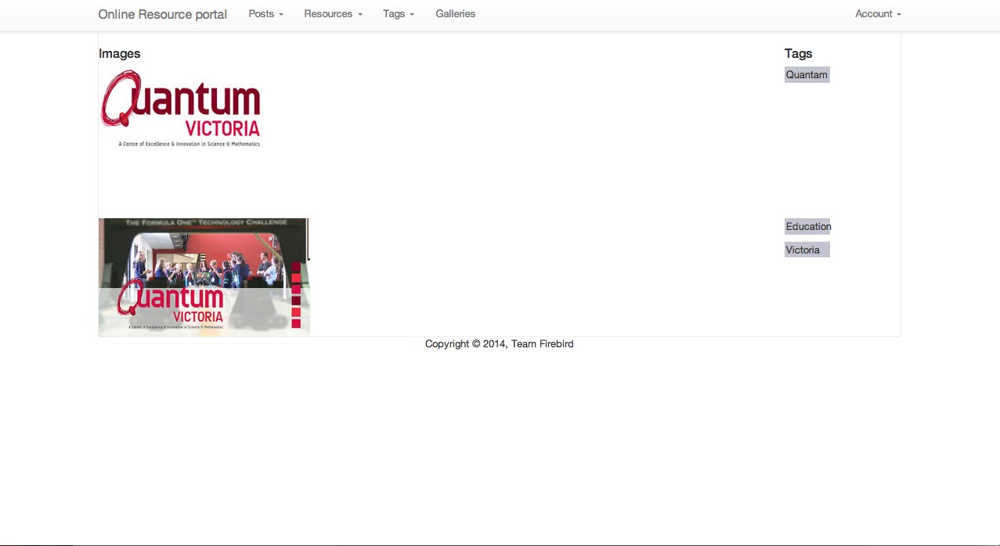 Online Resource portal Posts Resources Tags Galleries Account
Images Tags
Quantum
VICTORIA
A Centre of Excellence & Innovation in Science & Mathematics
Quantam
THE FORMULA ONE™ TECHNOLOGY CHALLENGE
Quantum
VICTORIA
A Centre of Excellence & Innovation in Science & Mathematics
Education
Victoria
Copyright © 2014, Team Firebird